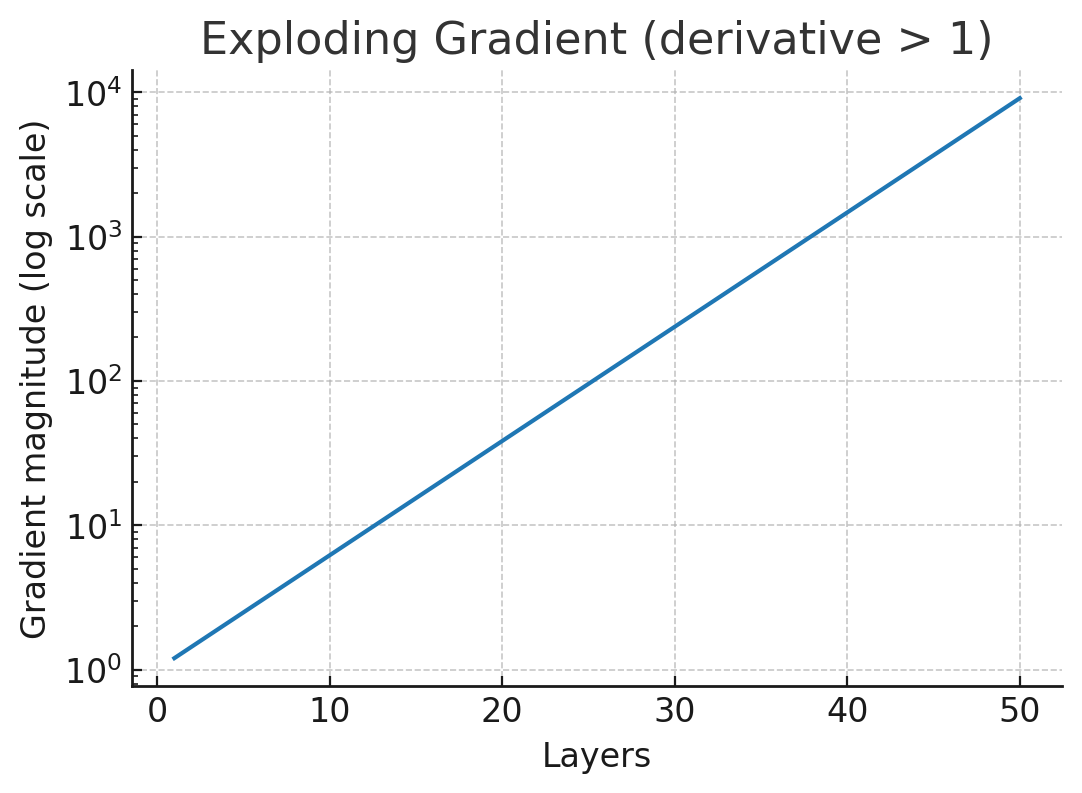 Exploding Gradient (derivative > 1)
Gradient magnitude (log scale)
10⁴
10³
10²
10¹
10⁰
0 10 20 30 40 50
Layers